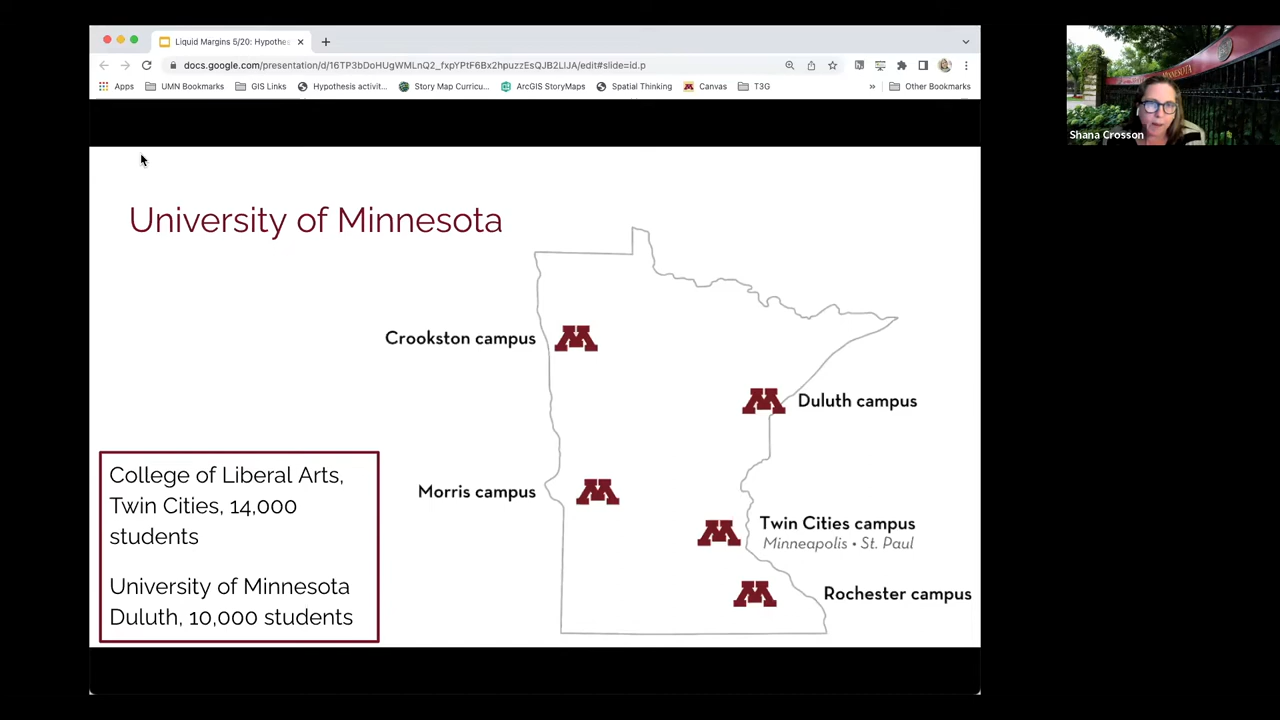 Liquid Margins 5/20: Hypothes
docs.google.com/presentation/d/16TP3bDoHUgWMLnQ2_fxpYPtF6Bx2hpuzzEsQJB2LIJA/edit#slide=id.p
Apps UMN Bookmarks GIS Links Hypothesis activit... Story Map Curricu... ArcGIS StoryMaps Spatial Thinking Canvas T3G » Other Bookmarks
Shana Crosson
University of Minnesota
Crookston campus
Duluth campus
Morris campus
Twin Cities campus
Minneapolis • St. Paul
Rochester campus
College of Liberal Arts,
Twin Cities, 14,000
students
University of Minnesota
Duluth, 10,000 students